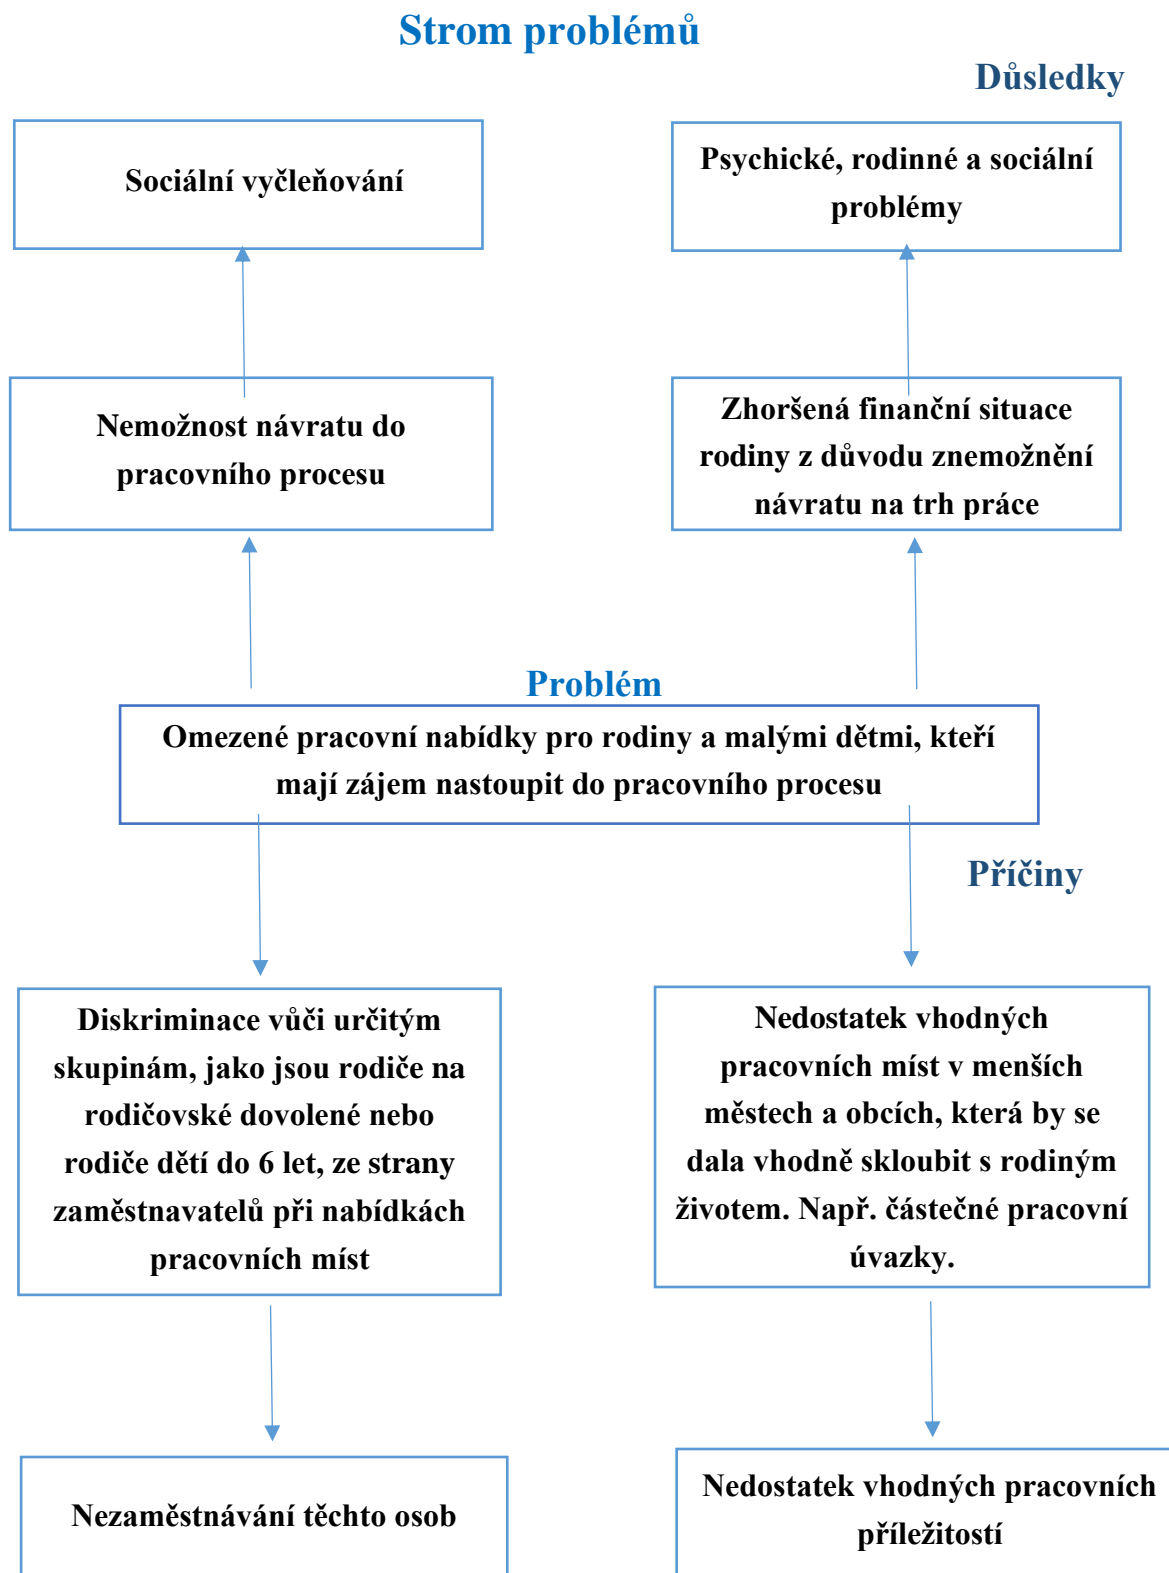 Strom problémů
Důsledky
Sociální vyčleňování
Psychické, rodinné a sociální
problémy
Nemožnost návratu do
pracovního procesu
Zhoršená finanční situace
rodiny z důvodu znemožnění
návratu na trh práce
Problém
Omezené pracovní nabídky pro rodiny a malými dětmi, kteří
mají zájem nastoupit do pracovního procesu
Příčiny
Diskriminace vůči určitým
skupinám, jako jsou rodiče na
rodičovské dovolené nebo
rodiče dětí do 6 let, ze strany
zaměstnavatelů při nabídkách
pracovních míst
Nedostatek vhodných
pracovních míst v menších
městech a obcích, která by se
dala vhodně skloubit s rodiným
životem. Např. částečné pracovní
úvazky.
Nezaměstnávání těchto osob
Nedostatek vhodných pracovních
příležitostí